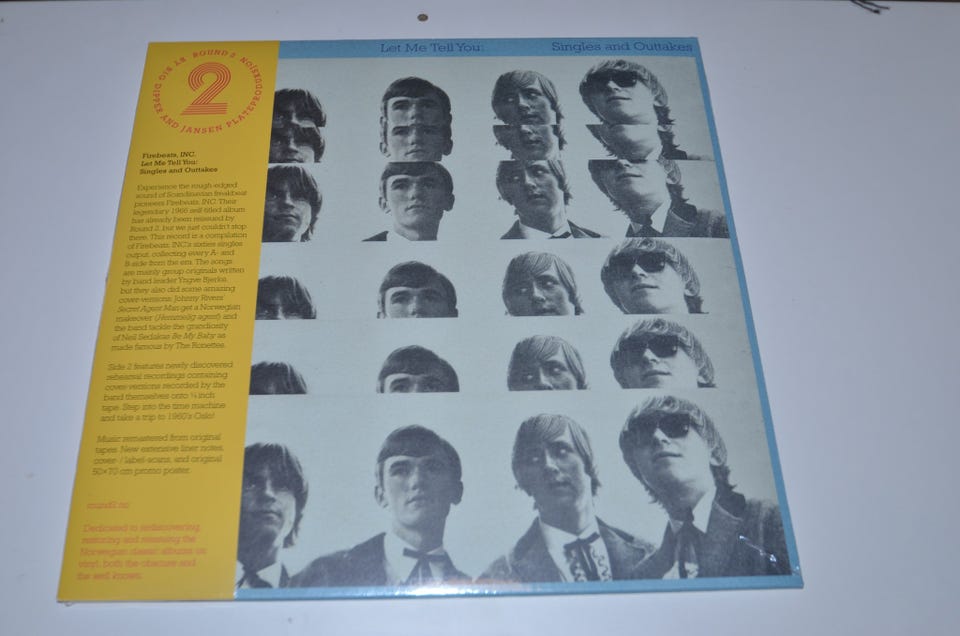 Let Me Tell You: Singles and Outtakes
ROUND 2 BY BIG DIPPER AND JANSEN PLATEPRODUKSJON
2
Firebeats, INC.
Let Me Tell You:
Singles and Outtakes
Experience the rough-edged
sound of Scandinavian freakbeat
pioneers Firebeats, INC. Their
legendary 1966 self-titled album
has already been reissued by
Round 2, but we just couldn't stop
there. This record is a compilation
of Firebeats, INC.'s sixties singles
output, collecting every A- and
B-side from the era. The songs
are mainly group originals written
by band leader Yngve Bjerke,
but they also did some amazing
cover-versions; Johnny Rivers'
Secret Agent Man get a Norwegian
makeover (Hemmelig agent) and
the band tackle the grandiosity
of Neil Sedakas Be My Baby as
made famous by The Ronettes.
Side 2 features newly discovered
rehearsal recordings containing
cover-versions recorded by the
band themselves onto ¼ inch
tape. Step into the time machine
and take a trip to 1960's Oslo!
Music remastered from original
tapes. New extensive liner notes,
cover- / label-scans, and original
50×70 cm promo poster.
round2.no
Dedicated to rediscovering,
restoring and reissuing the
Norwegian classic albums on
vinyl, both the obscure and
the well known.